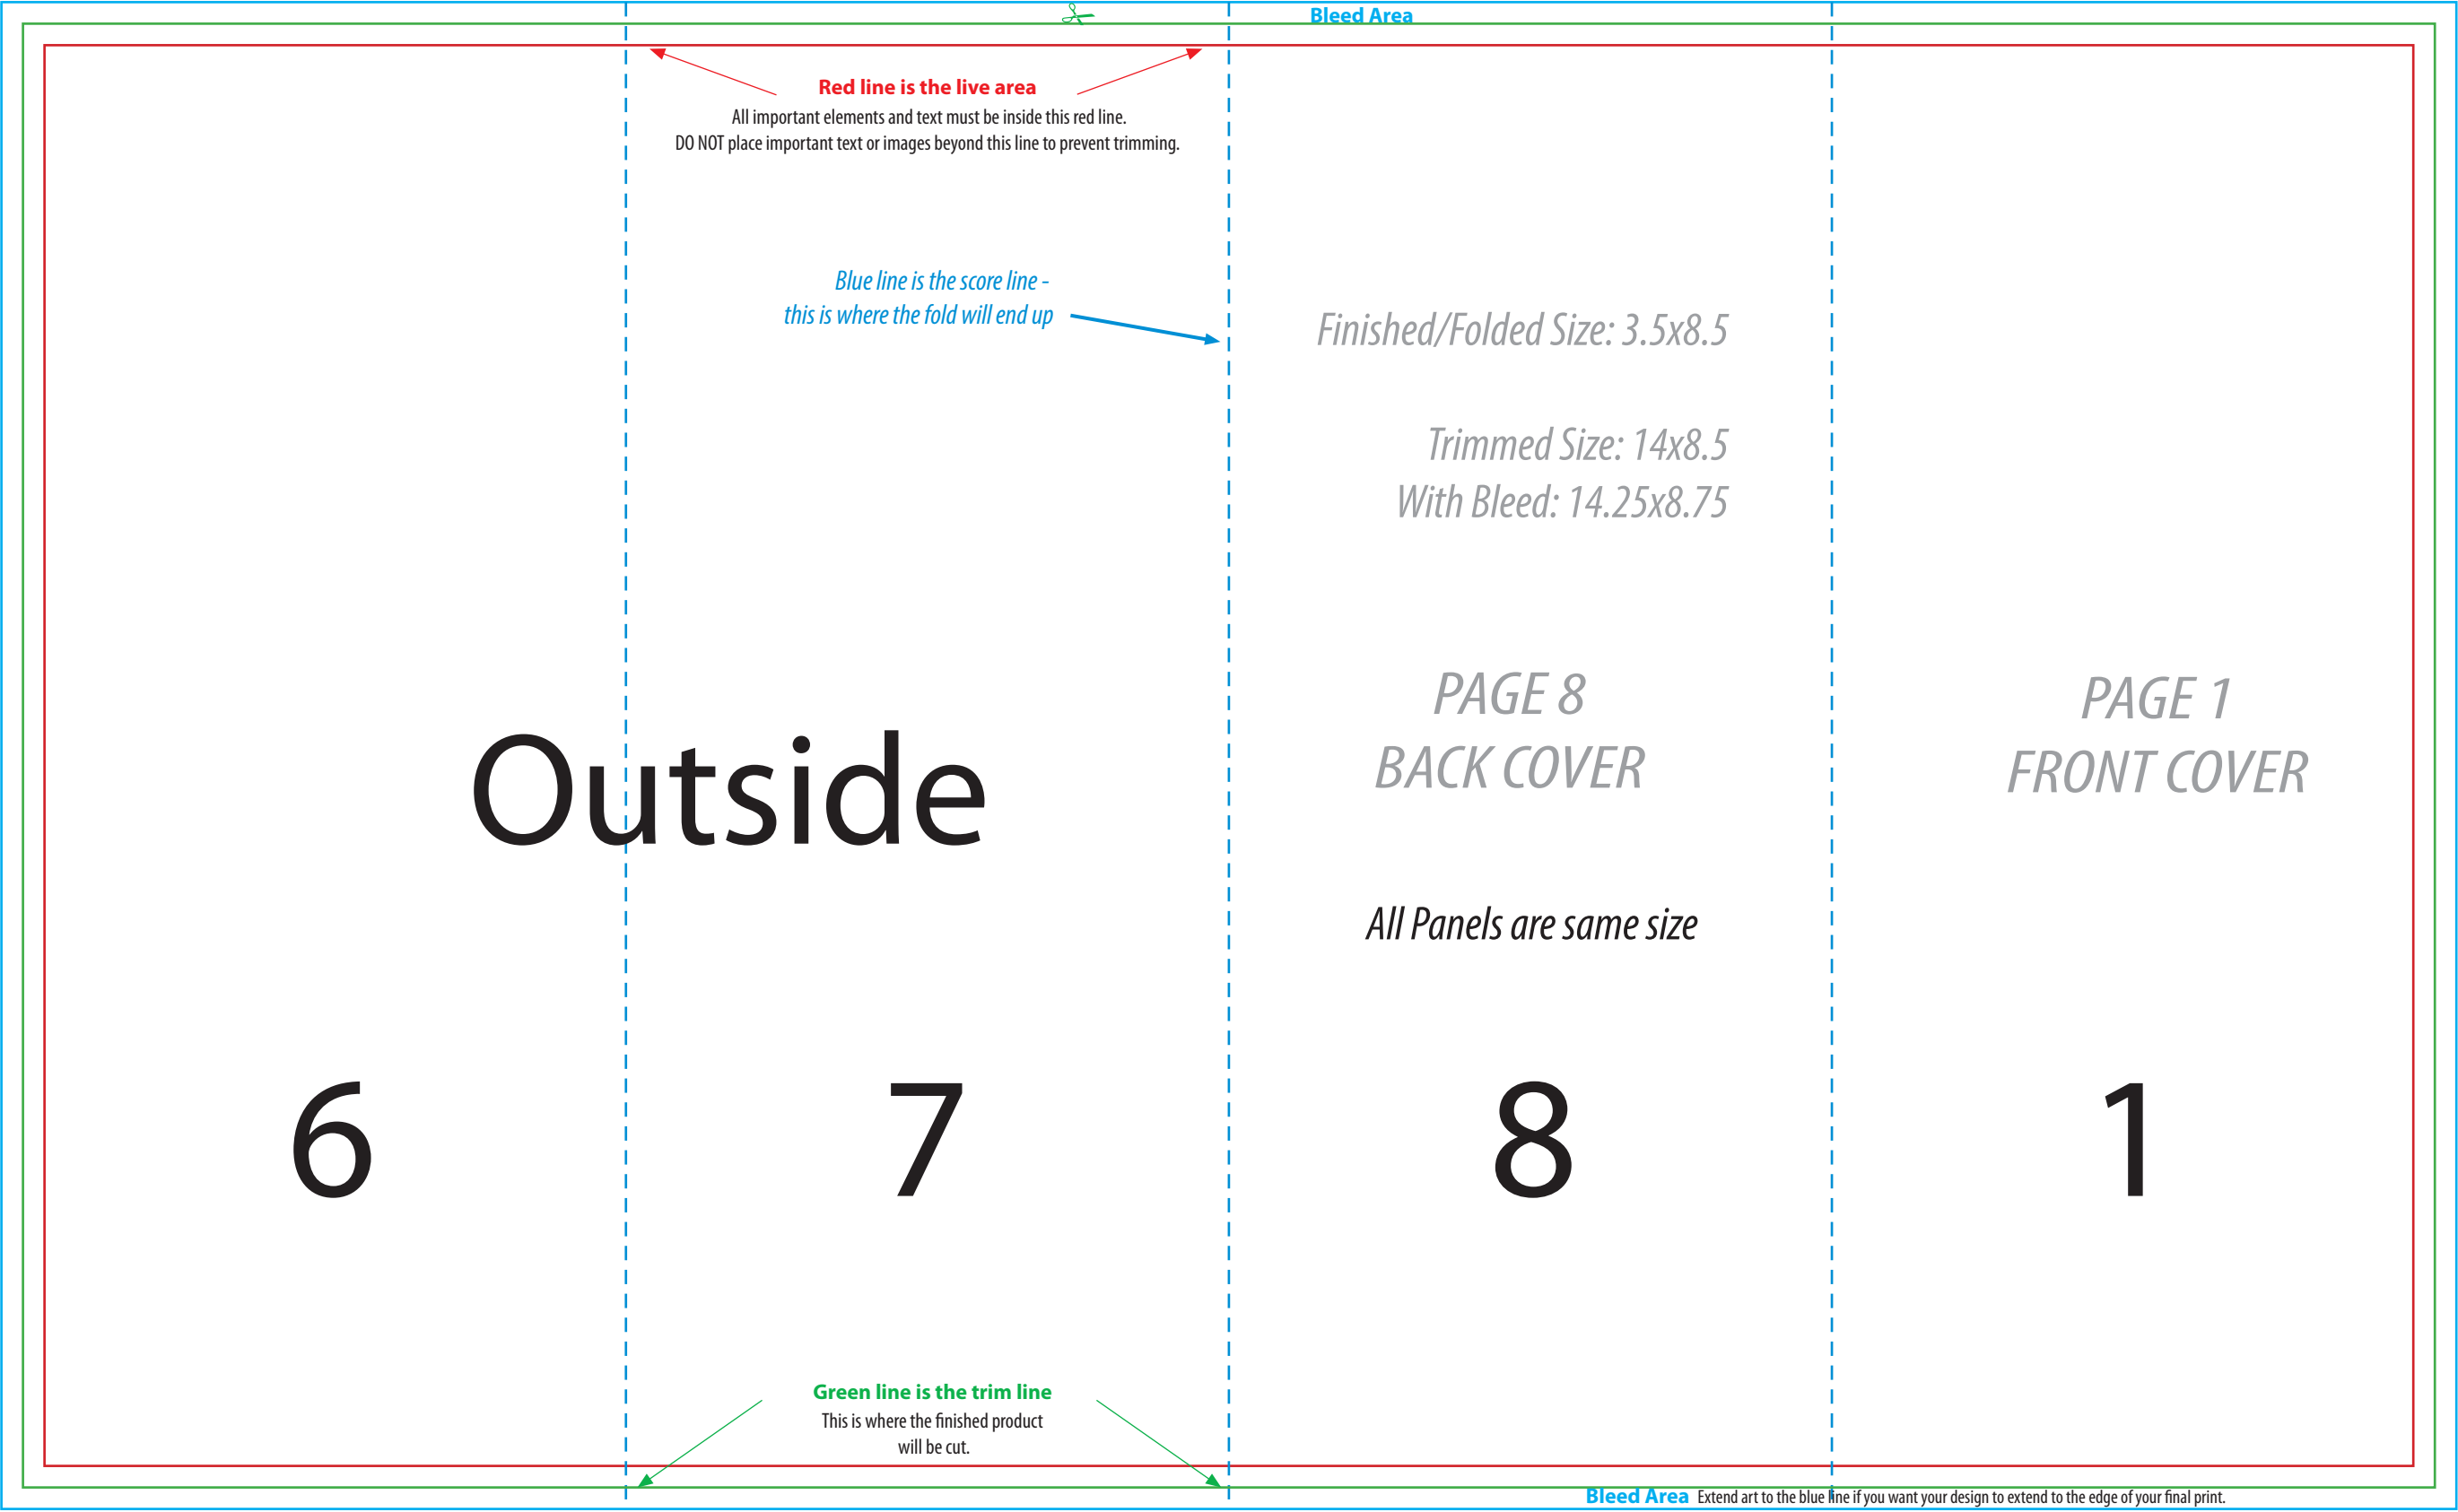 Bleed Area
Red line is the live area
All important elements and text must be inside this red line.
DO NOT place important text or images beyond this line to prevent trimming.
Blue line is the score line -
this is where the fold will end up
Finished/Folded Size: 3.5x8.5
Trimmed Size: 14x8.5
With Bleed: 14.25x8.75
PAGE 8
BACK COVER
PAGE 1
FRONT COVER
Outside
All Panels are same size
6
7
8
1
Green line is the trim line
This is where the finished product
will be cut.
Bleed Area Extend art to the blue line if you want your design to extend to the edge of your final print.